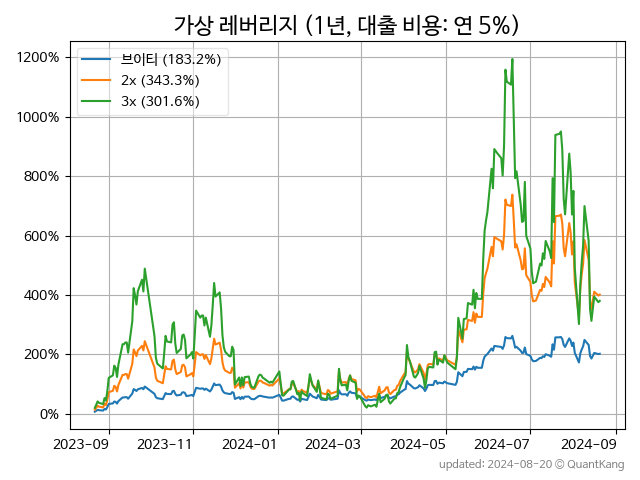 가상 레버리지 (1년, 대출 비용: 연 5%)
브이티 (183.2%)
2x (343.3%)
3x (301.6%)
1200%
1000%
800%
600%
400%
200%
0%
2023-09 2023-11 2024-01 2024-03 2024-05 2024-07 2024-09
updated: 2024-08-20 © QuantKang